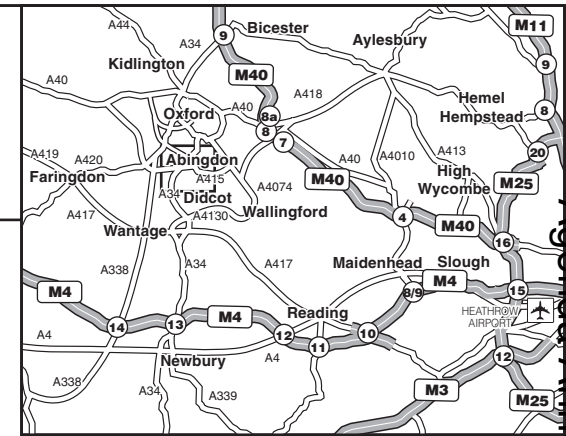 A44
A34
9
Bicester
Aylesbury
M11
Kidlington
M40
9
A40
A418
Hemel
Hempstead
8
Oxford
A40
8a
8
7
20
A419
A420
Abingdon
A40
A4010
A413
High
Wycombe
M25
Faringdon
A415
A34
Didcot
A4074
M40
A417
A4130
Wallingford
4
M40
Wantage
16
A338
A34
A417
Maidenhead
Slough
M4
8/9
M4
15
HEATHROW
AIRPORT
14
13
M4
Reading
12
11
10
A4
12
Newbury
A4
A338
A34
A339
M3
M25